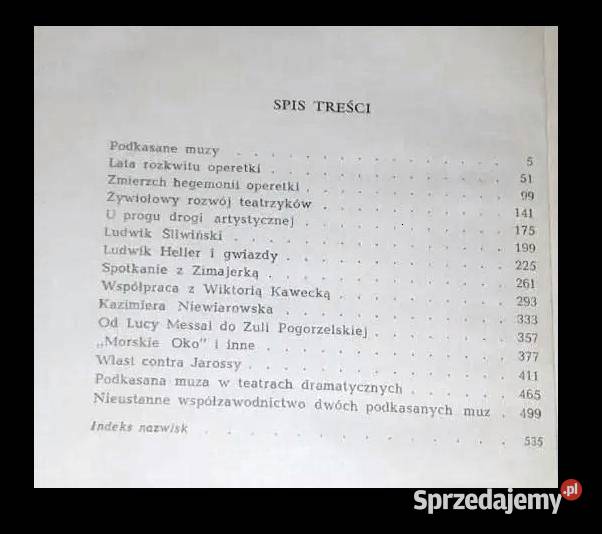 SPIS TREŚCI
Podkasane muzy . . . . . . . . . . . . . 5
Lata rozkwitu operetki . . . . . . . . . . . 51
Zmierzch hegemonii operetki . . . . . . . . . 99
Żywiołowy rozwój teatrzyków . . . . . . . . . 141
U progu drogi artystycznej . . . . . . . . . . 175
Ludwik Śliwiński . . . . . . . . . . . . . 199
Ludwik Heller i gwiazdy . . . . . . . . . . . 225
Spotkanie z Zimajerką . . . . . . . . . . . 261
Współpraca z Wiktorią Kawecką . . . . . . . . 293
Kazimiera Niewiarowska . . . . . . . . . . . 333
Od Lucy Messal do Zuli Pogorzelskiej . . . . . . . 357
„Morskie Oko" i inne . . . . . . . . . . . . 377
Włast contra Jarossy . . . . . . . . . . . . 411
Podkasana muza w teatrach dramatycznych . . . . . 465
Nieustanne współzawodnictwo dwóch podkasanych muz . 499
Indeks nazwisk . . . . . . . . . . . . . . 535
Sprzedajemy.pl